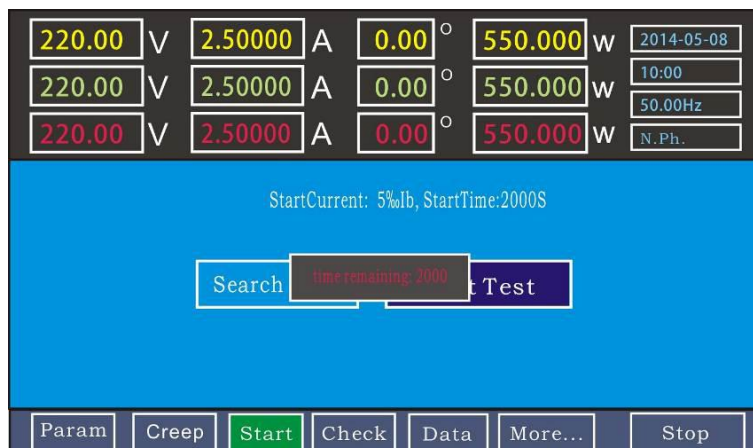 220.00 V 2.50000 A 0.00 ° 550.000 w 2014-05-08
220.00 V 2.50000 A 0.00 ° 550.000 w 10:00
50.00Hz
220.00 V 2.50000 A 0.00 ° 550.000 w N.Ph.
StartCurrent: 5‰Ib, StartTime:2000S
Search time remaining: 2000 t Test
Param Creep Start Check Data More... Stop